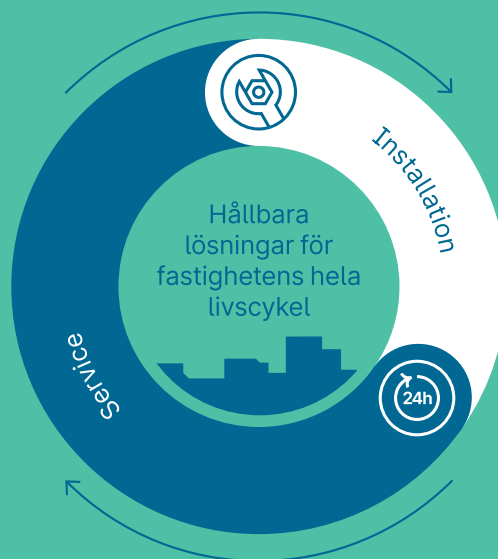 Installation
Hållbara
lösningar för
fastighetens hela
livscykel
Service
24h